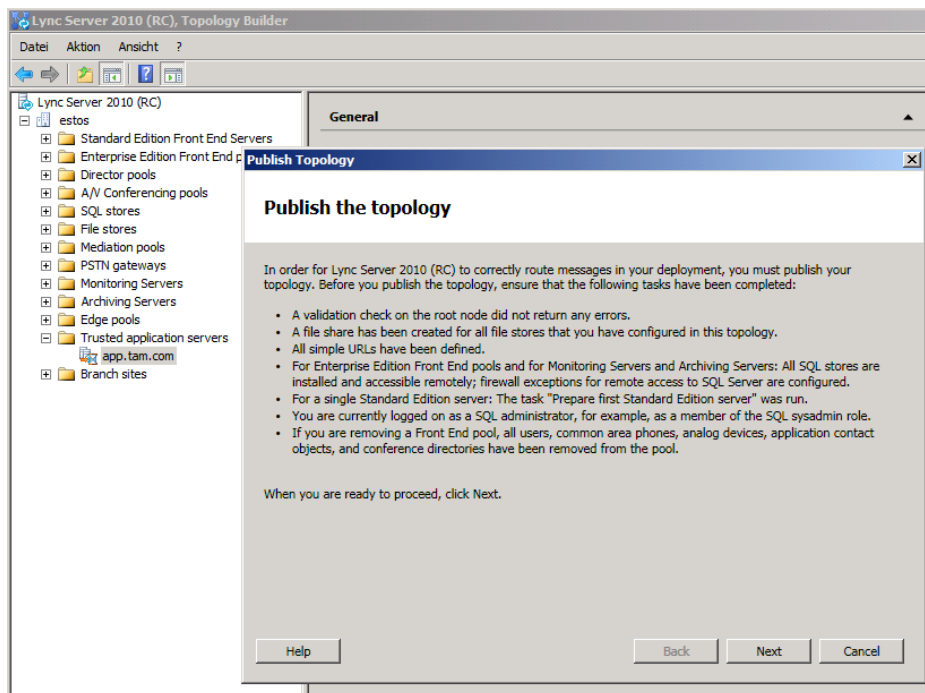 Lync Server 2010 (RC), Topology Builder
Datei Aktion Ansicht ?
Lync Server 2010 (RC)
estos
Standard Edition Front End Servers
Enterprise Edition Front End p
Director pools
A/V Conferencing pools
SQL stores
File stores
Mediation pools
PSTN gateways
Monitoring Servers
Archiving Servers
Edge pools
Trusted application servers
app.tam.com
Branch sites
General
Publish Topology
Publish the topology
In order for Lync Server 2010 (RC) to correctly route messages in your deployment, you must publish your
topology. Before you publish the topology, ensure that the following tasks have been completed:
• A validation check on the root node did not return any errors.
• A file share has been created for all file stores that you have configured in this topology.
• All simple URLs have been defined.
• For Enterprise Edition Front End pools and for Monitoring Servers and Archiving Servers: All SQL stores are
installed and accessible remotely; firewall exceptions for remote access to SQL Server are configured.
• For a single Standard Edition server: The task "Prepare first Standard Edition server" was run.
• You are currently logged on as a SQL administrator, for example, as a member of the SQL sysadmin role.
• If you are removing a Front End pool, all users, common area phones, analog devices, application contact
objects, and conference directories have been removed from the pool.
When you are ready to proceed, click Next.
Help Back Next Cancel